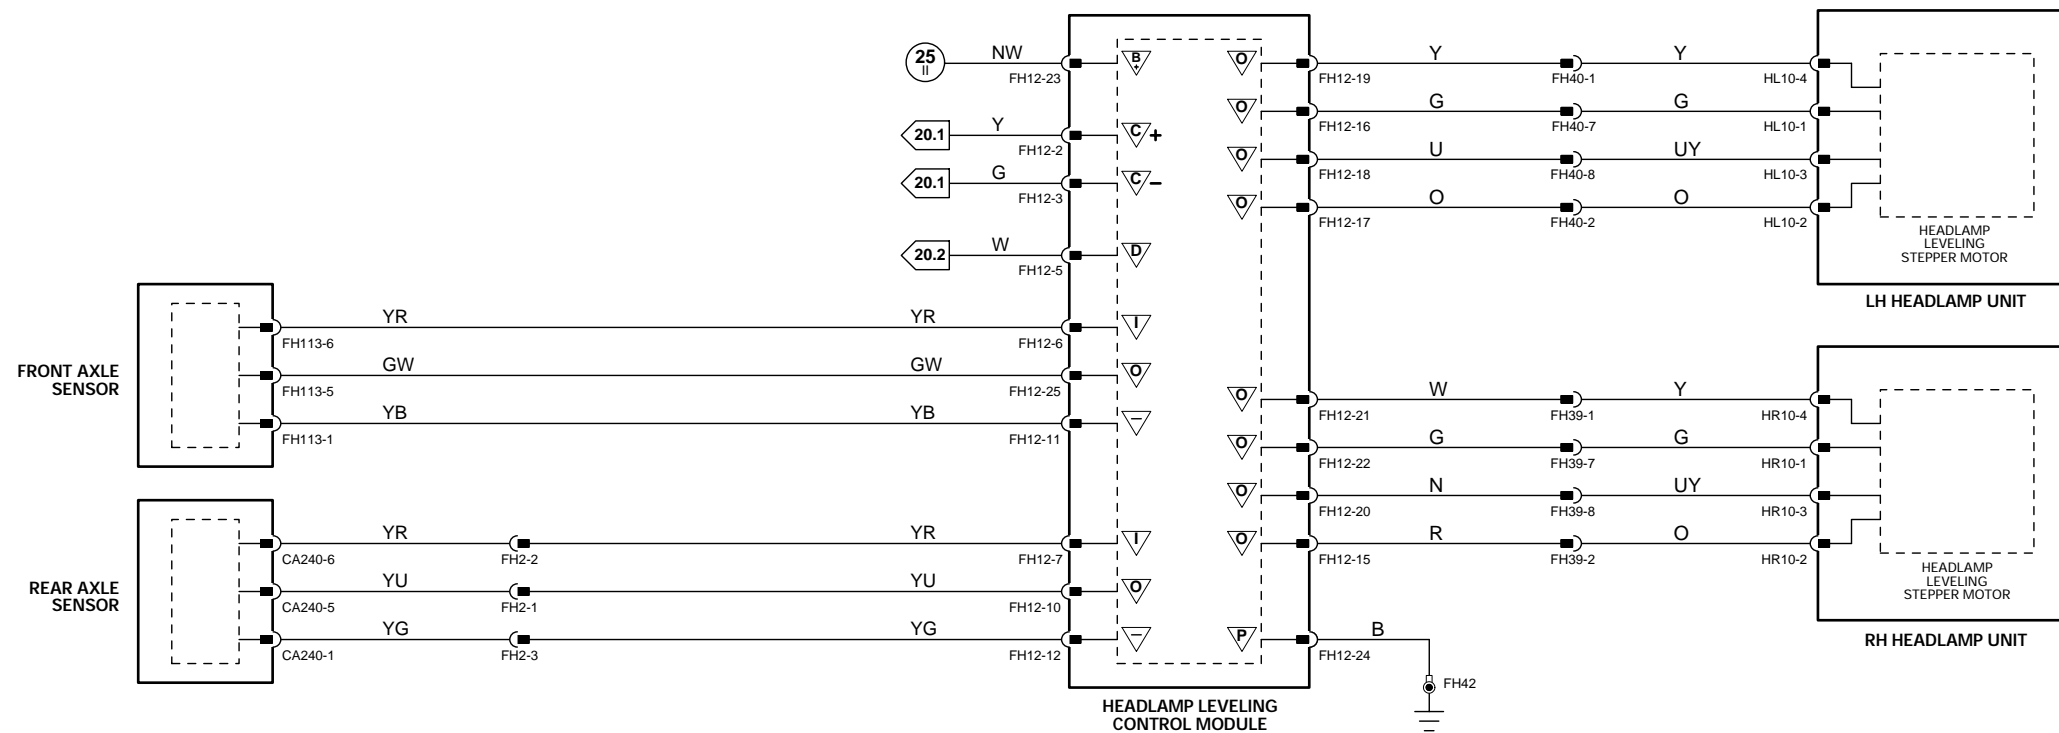 25
II
NW
FH12-23
B
+
O
FH12-19
Y
FH40-1
Y
HL10-4
O
FH12-16
G
FH40-7
G
HL10-1
20.1
Y
FH12-2
C
+
O
FH12-18
U
FH40-8
UY
HL10-3
20.1
G
FH12-3
C
–
O
FH12-17
O
FH40-2
O
HL10-2
HEADLAMP
LEVELING
STEPPER MOTOR
LH HEADLAMP UNIT
20.2
W
FH12-5
D
FRONT AXLE
SENSOR
FH113-6
YR
YR
FH12-6
I
FH113-5
GW
GW
FH12-25
O
FH113-1
YB
YB
FH12-11
–
O
FH12-21
W
FH39-1
Y
HR10-4
O
FH12-22
G
FH39-7
G
HR10-1
O
FH12-20
N
FH39-8
UY
HR10-3
O
FH12-15
R
FH39-2
O
HR10-2
HEADLAMP
LEVELING
STEPPER MOTOR
RH HEADLAMP UNIT
REAR AXLE
SENSOR
CA240-6
YR
FH2-2
YR
FH12-7
I
CA240-5
YU
FH2-1
YU
FH12-10
O
CA240-1
YG
FH2-3
YG
FH12-12
–
P
FH12-24
B
FH42
HEADLAMP LEVELING
CONTROL MODULE